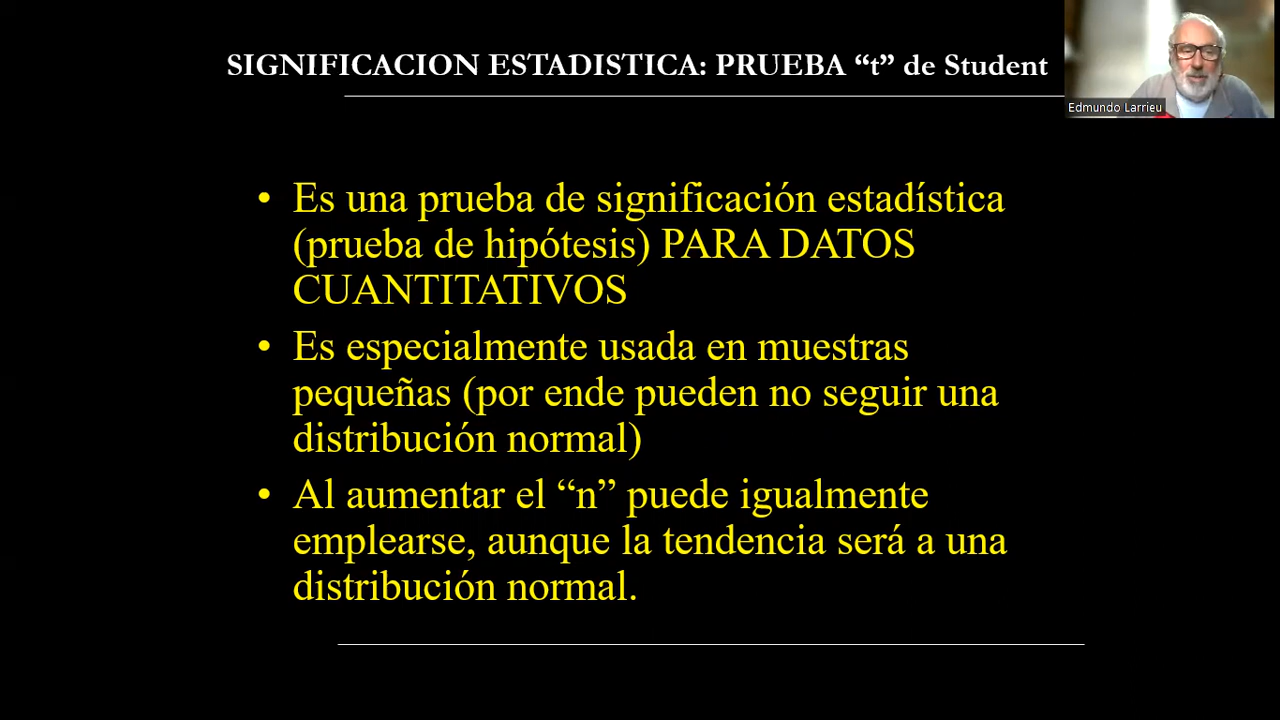 SIGNIFICACION ESTADISTICA: PRUEBA “t” de Student
Edmundo Larrieu
• Es una prueba de significación estadística
(prueba de hipótesis) PARA DATOS
CUANTITATIVOS
• Es especialmente usada en muestras
pequeñas (por ende pueden no seguir una
distribución normal)
• Al aumentar el “n” puede igualmente
emplearse, aunque la tendencia será a una
distribución normal.